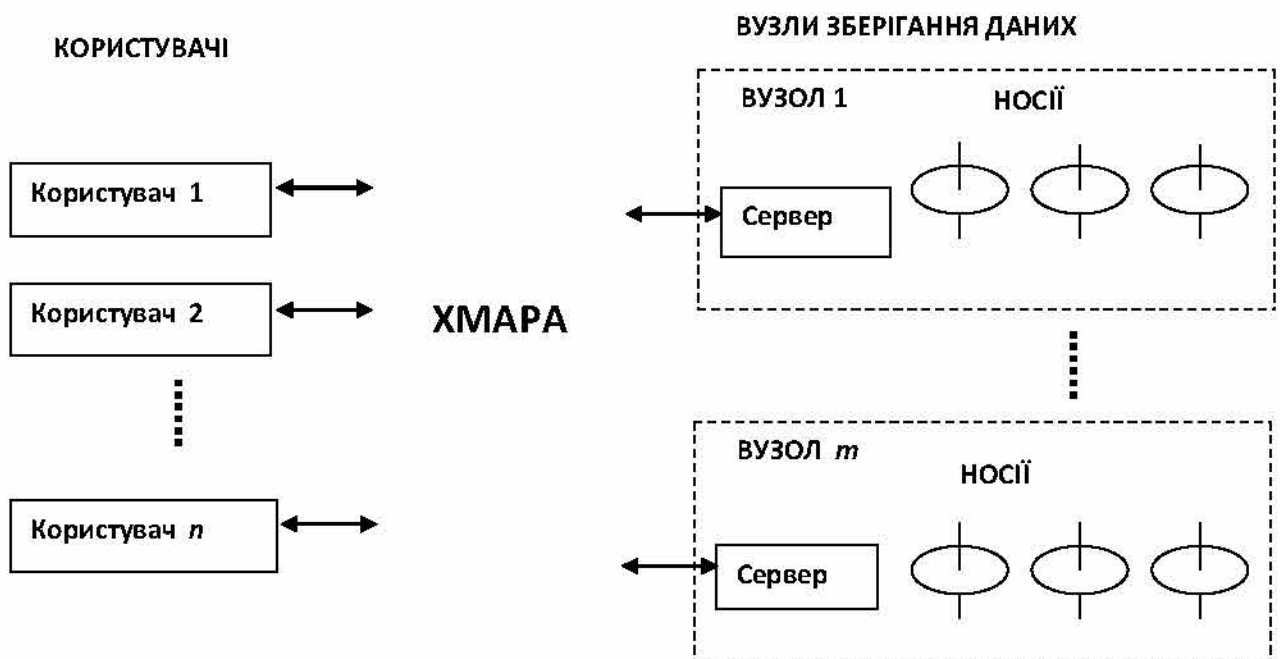 КОРИСТУВАЧІ
Користувач 1
Користувач 2
Користувач n
ХМАРА
ВУЗЛИ ЗБЕРІГАННЯ ДАНИХ
ВУЗОЛ 1
НОСІЇ
Сервер
ВУЗОЛ m
НОСІЇ
Сервер